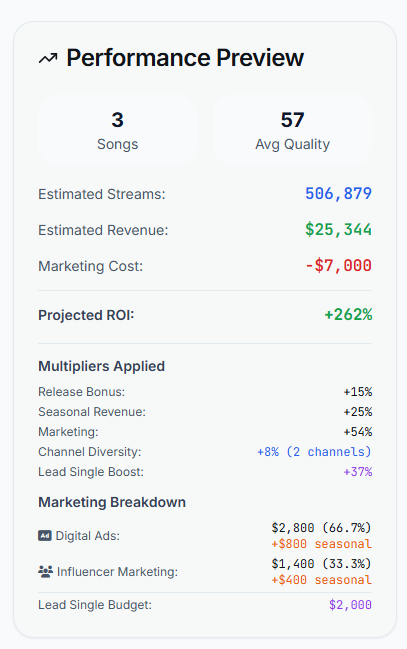 Performance Preview
3
Songs
57
Avg Quality
Estimated Streams: 506,879
Estimated Revenue: $25,344
Marketing Cost: -$7,000
Projected ROI: +262%
Multipliers Applied
Release Bonus: +15%
Seasonal Revenue: +25%
Marketing: +54%
Channel Diversity: +8% (2 channels)
Lead Single Boost: +37%
Marketing Breakdown
Ad Digital Ads: $2,800 (66.7%)
+$800 seasonal
Influencer Marketing: $1,400 (33.3%)
+$400 seasonal
Lead Single Budget: $2,000